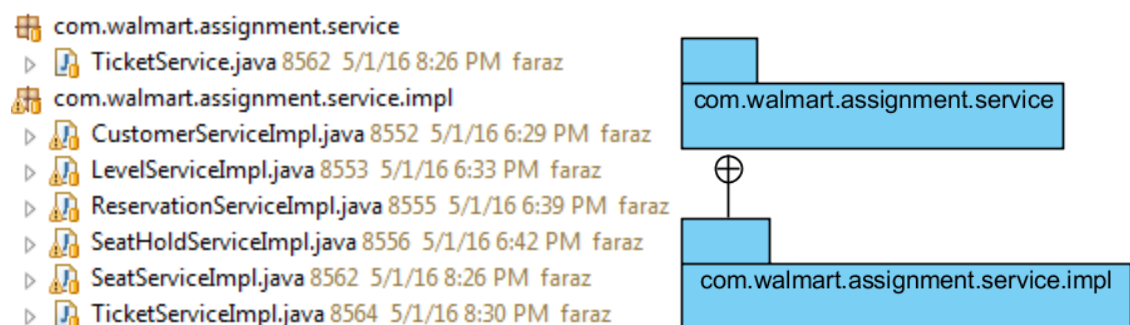 com.walmart.assignment.service
TicketService.java 8562 5/1/16 8:26 PM faraz
com.walmart.assignment.service.impl
CustomerServiceImpl.java 8552 5/1/16 6:29 PM faraz
LevelServiceImpl.java 8553 5/1/16 6:33 PM faraz
ReservationServiceImpl.java 8555 5/1/16 6:39 PM faraz
SeatHoldServiceImpl.java 8556 5/1/16 6:42 PM faraz
SeatServiceImpl.java 8562 5/1/16 8:26 PM faraz
TicketServiceImpl.java 8564 5/1/16 8:30 PM faraz
com.walmart.assignment.service
com.walmart.assignment.service.impl